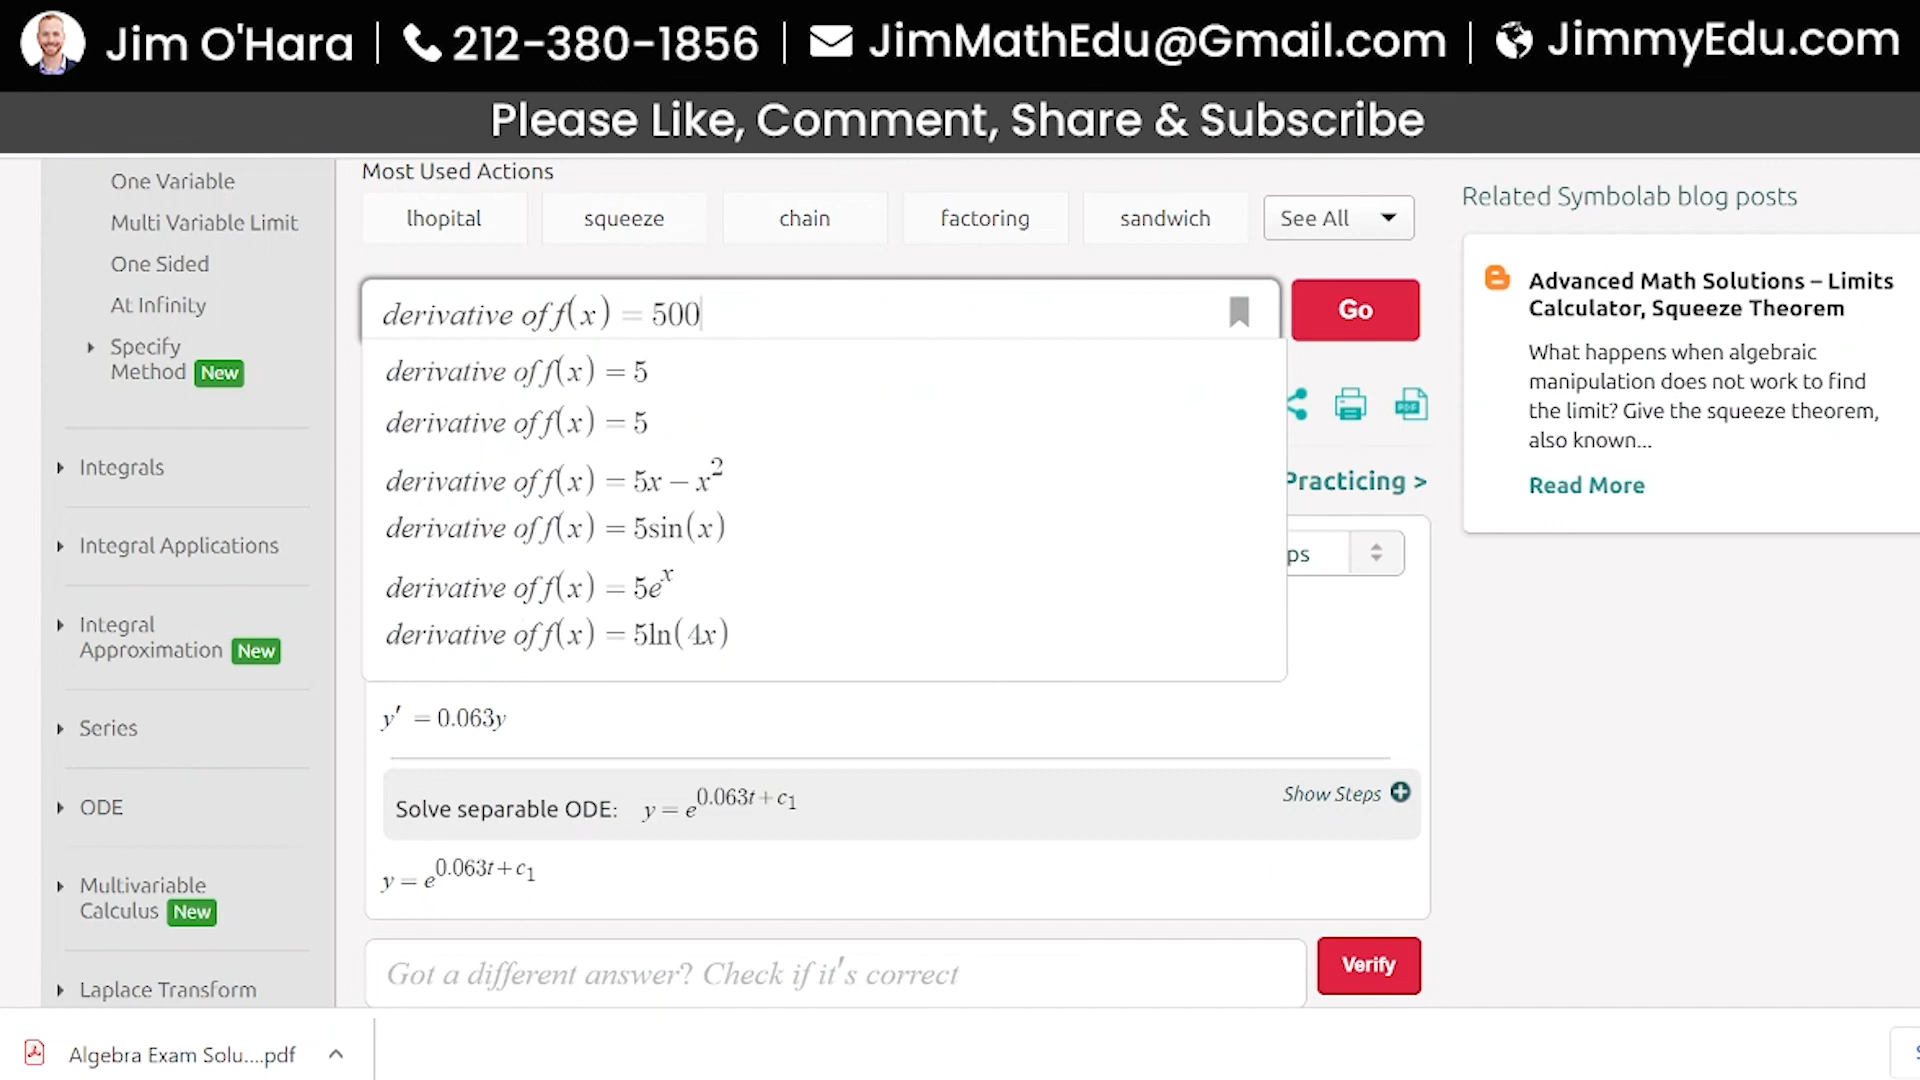 Jim O'Hara | 212-380-1856 | JimMathEdu@Gmail.com | JimmyEdu.com
Please Like, Comment, Share & Subscribe
One Variable
Multi Variable Limit
One Sided
At Infinity
Specify
Method New
Integrals
Integral Applications
Integral
Approximation New
Series
ODE
Multivariable
Calculus New
Laplace Transform
Most Used Actions
lhopital squeeze chain factoring sandwich See All
derivative of f(x) = 500
Go
derivative of f(x) = 5
derivative of f(x) = 5
derivative of f(x) = 5x − x²
derivative of f(x) = 5sin(x)
derivative of f(x) = 5e^x
derivative of f(x) = 5ln(4x)
PDF
Practicing >
ps
y′ = 0.063y
Solve separable ODE: y = e^{0.063t+c₁} Show Steps
y = e^{0.063t+c₁}
Got a different answer? Check if it's correct
Verify
Related Symbolab blog posts
Advanced Math Solutions – Limits
Calculator, Squeeze Theorem
What happens when algebraic
manipulation does not work to find
the limit? Give the squeeze theorem,
also known...
Read More
Algebra Exam Solu....pdf